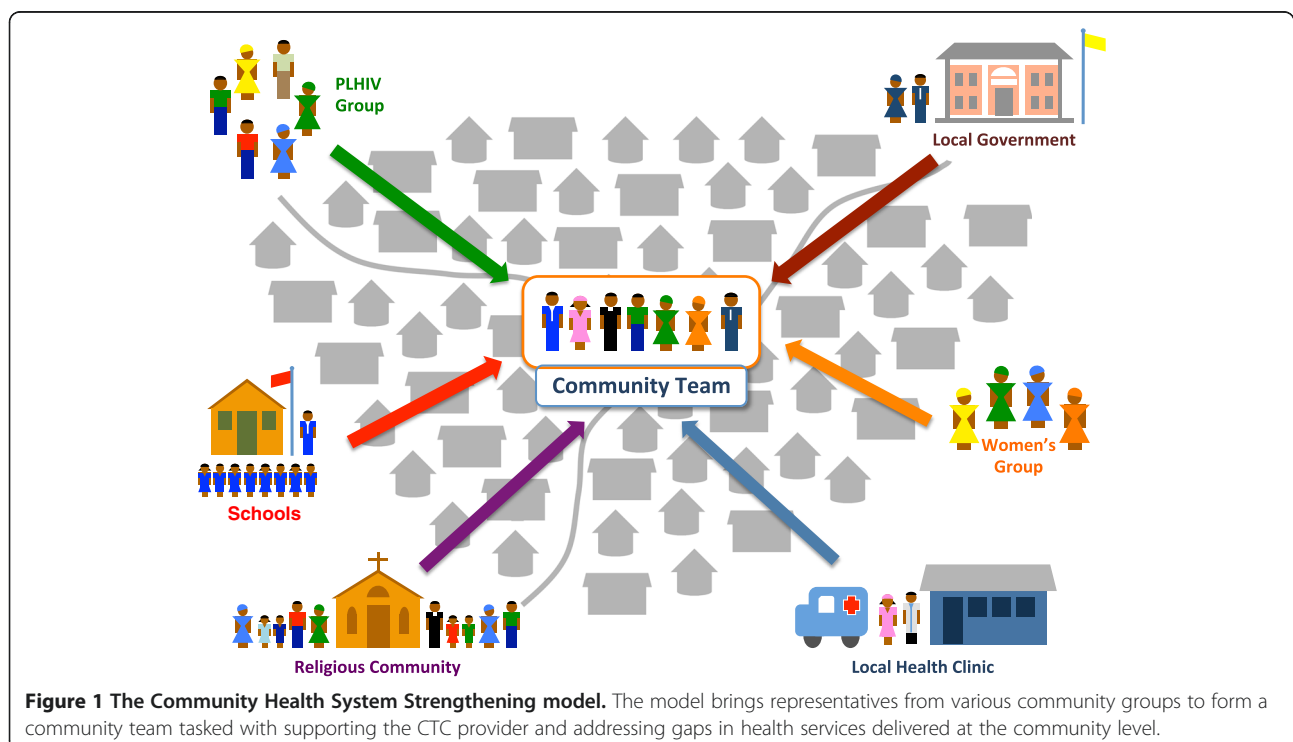 PLHIV
Group
Local Government
Community Team
Women's
Group
Schools
Religious Community
Local Health Clinic
Figure 1 The Community Health System Strengthening model. The model brings representatives from various community groups to form a
community team tasked with supporting the CTC provider and addressing gaps in health services delivered at the community level.